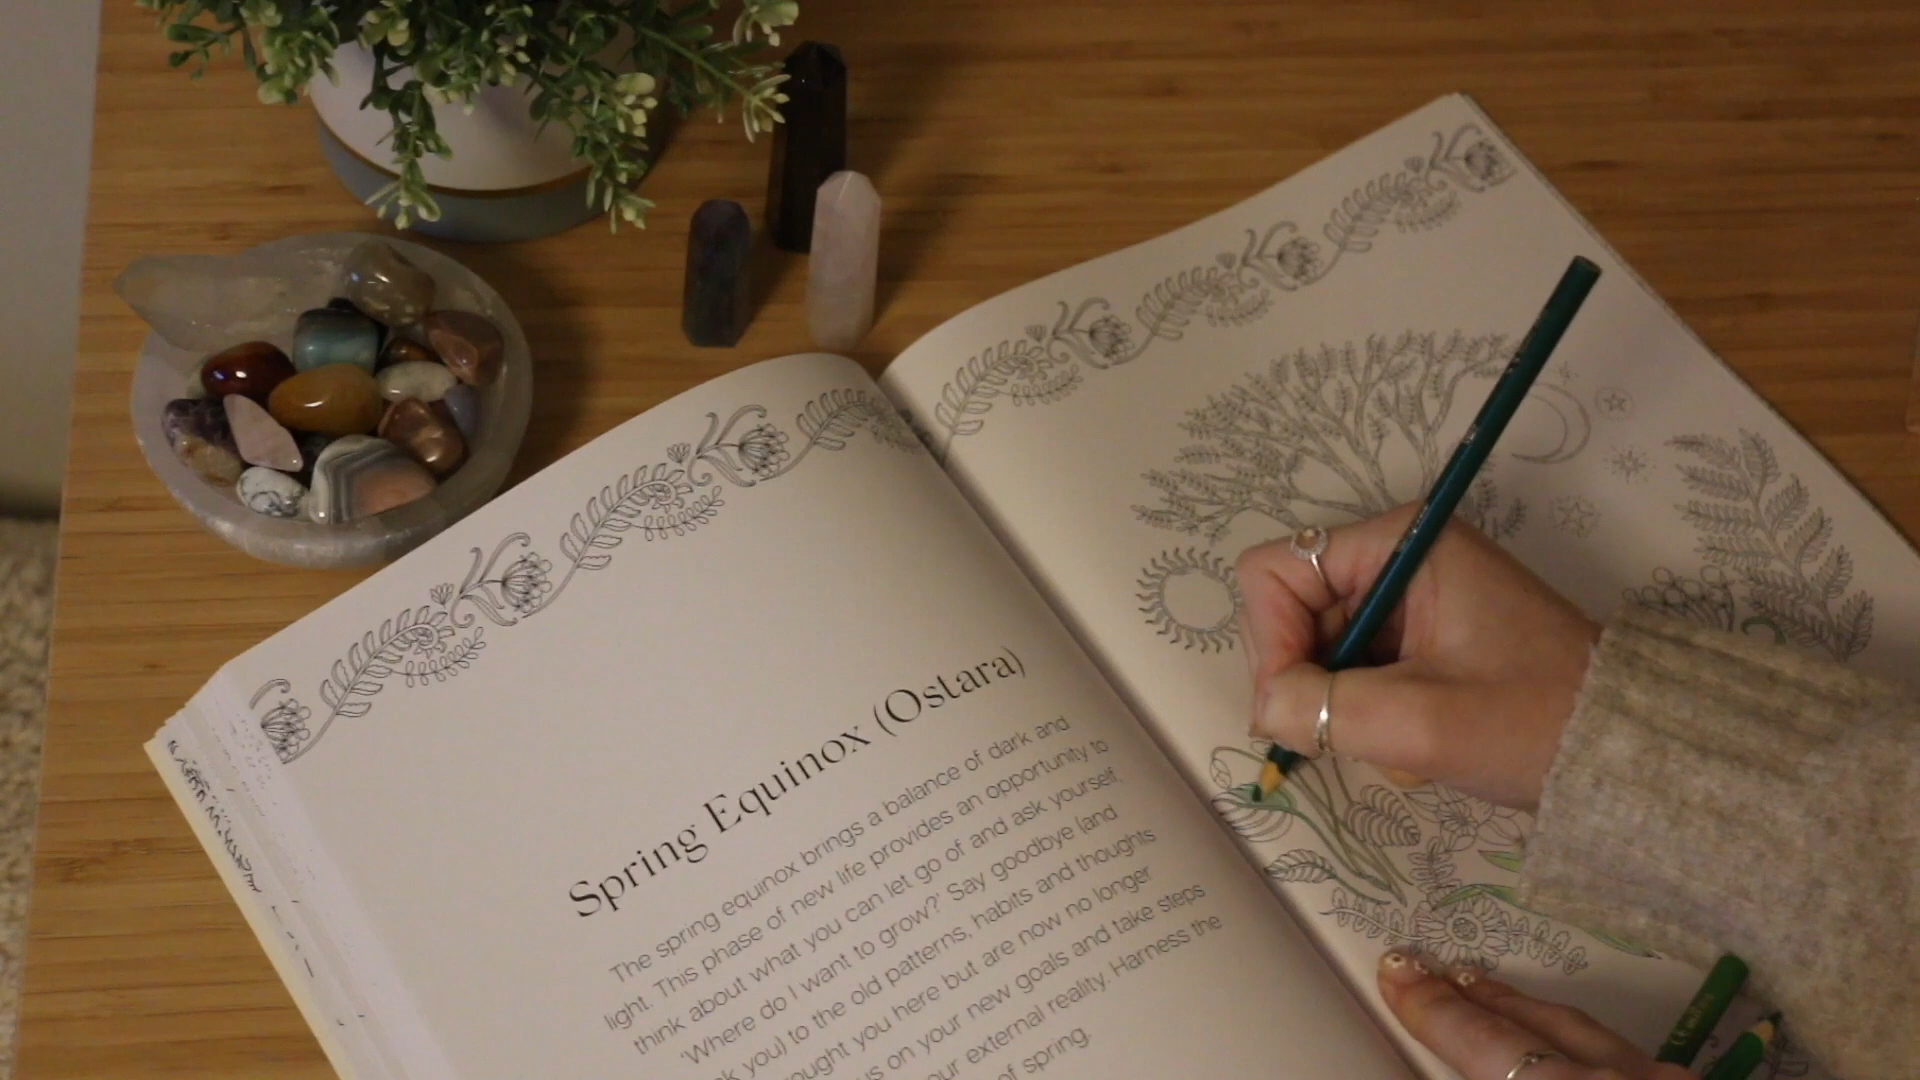 Spring Equinox (Ostara)
The spring equinox brings a balance of dark and
light. This phase of new life provides an opportunity to
think about what you can let go of and ask yourself,
'Where do I want to grow?' Say goodbye (and
k you) to the old patterns, habits and thoughts
ought you here but are now no longer
us on your new goals and take steps
our external reality. Harness the
of spring.